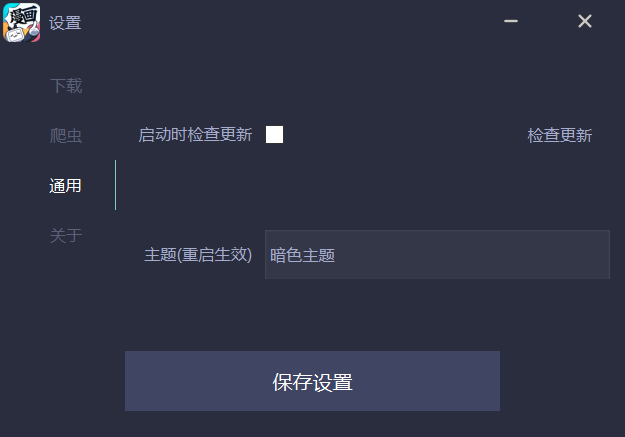 漫画
设置
下载
爬虫
启动时检查更新
检查更新
通用
关于
主题(重启生效)
暗色主题
保存设置